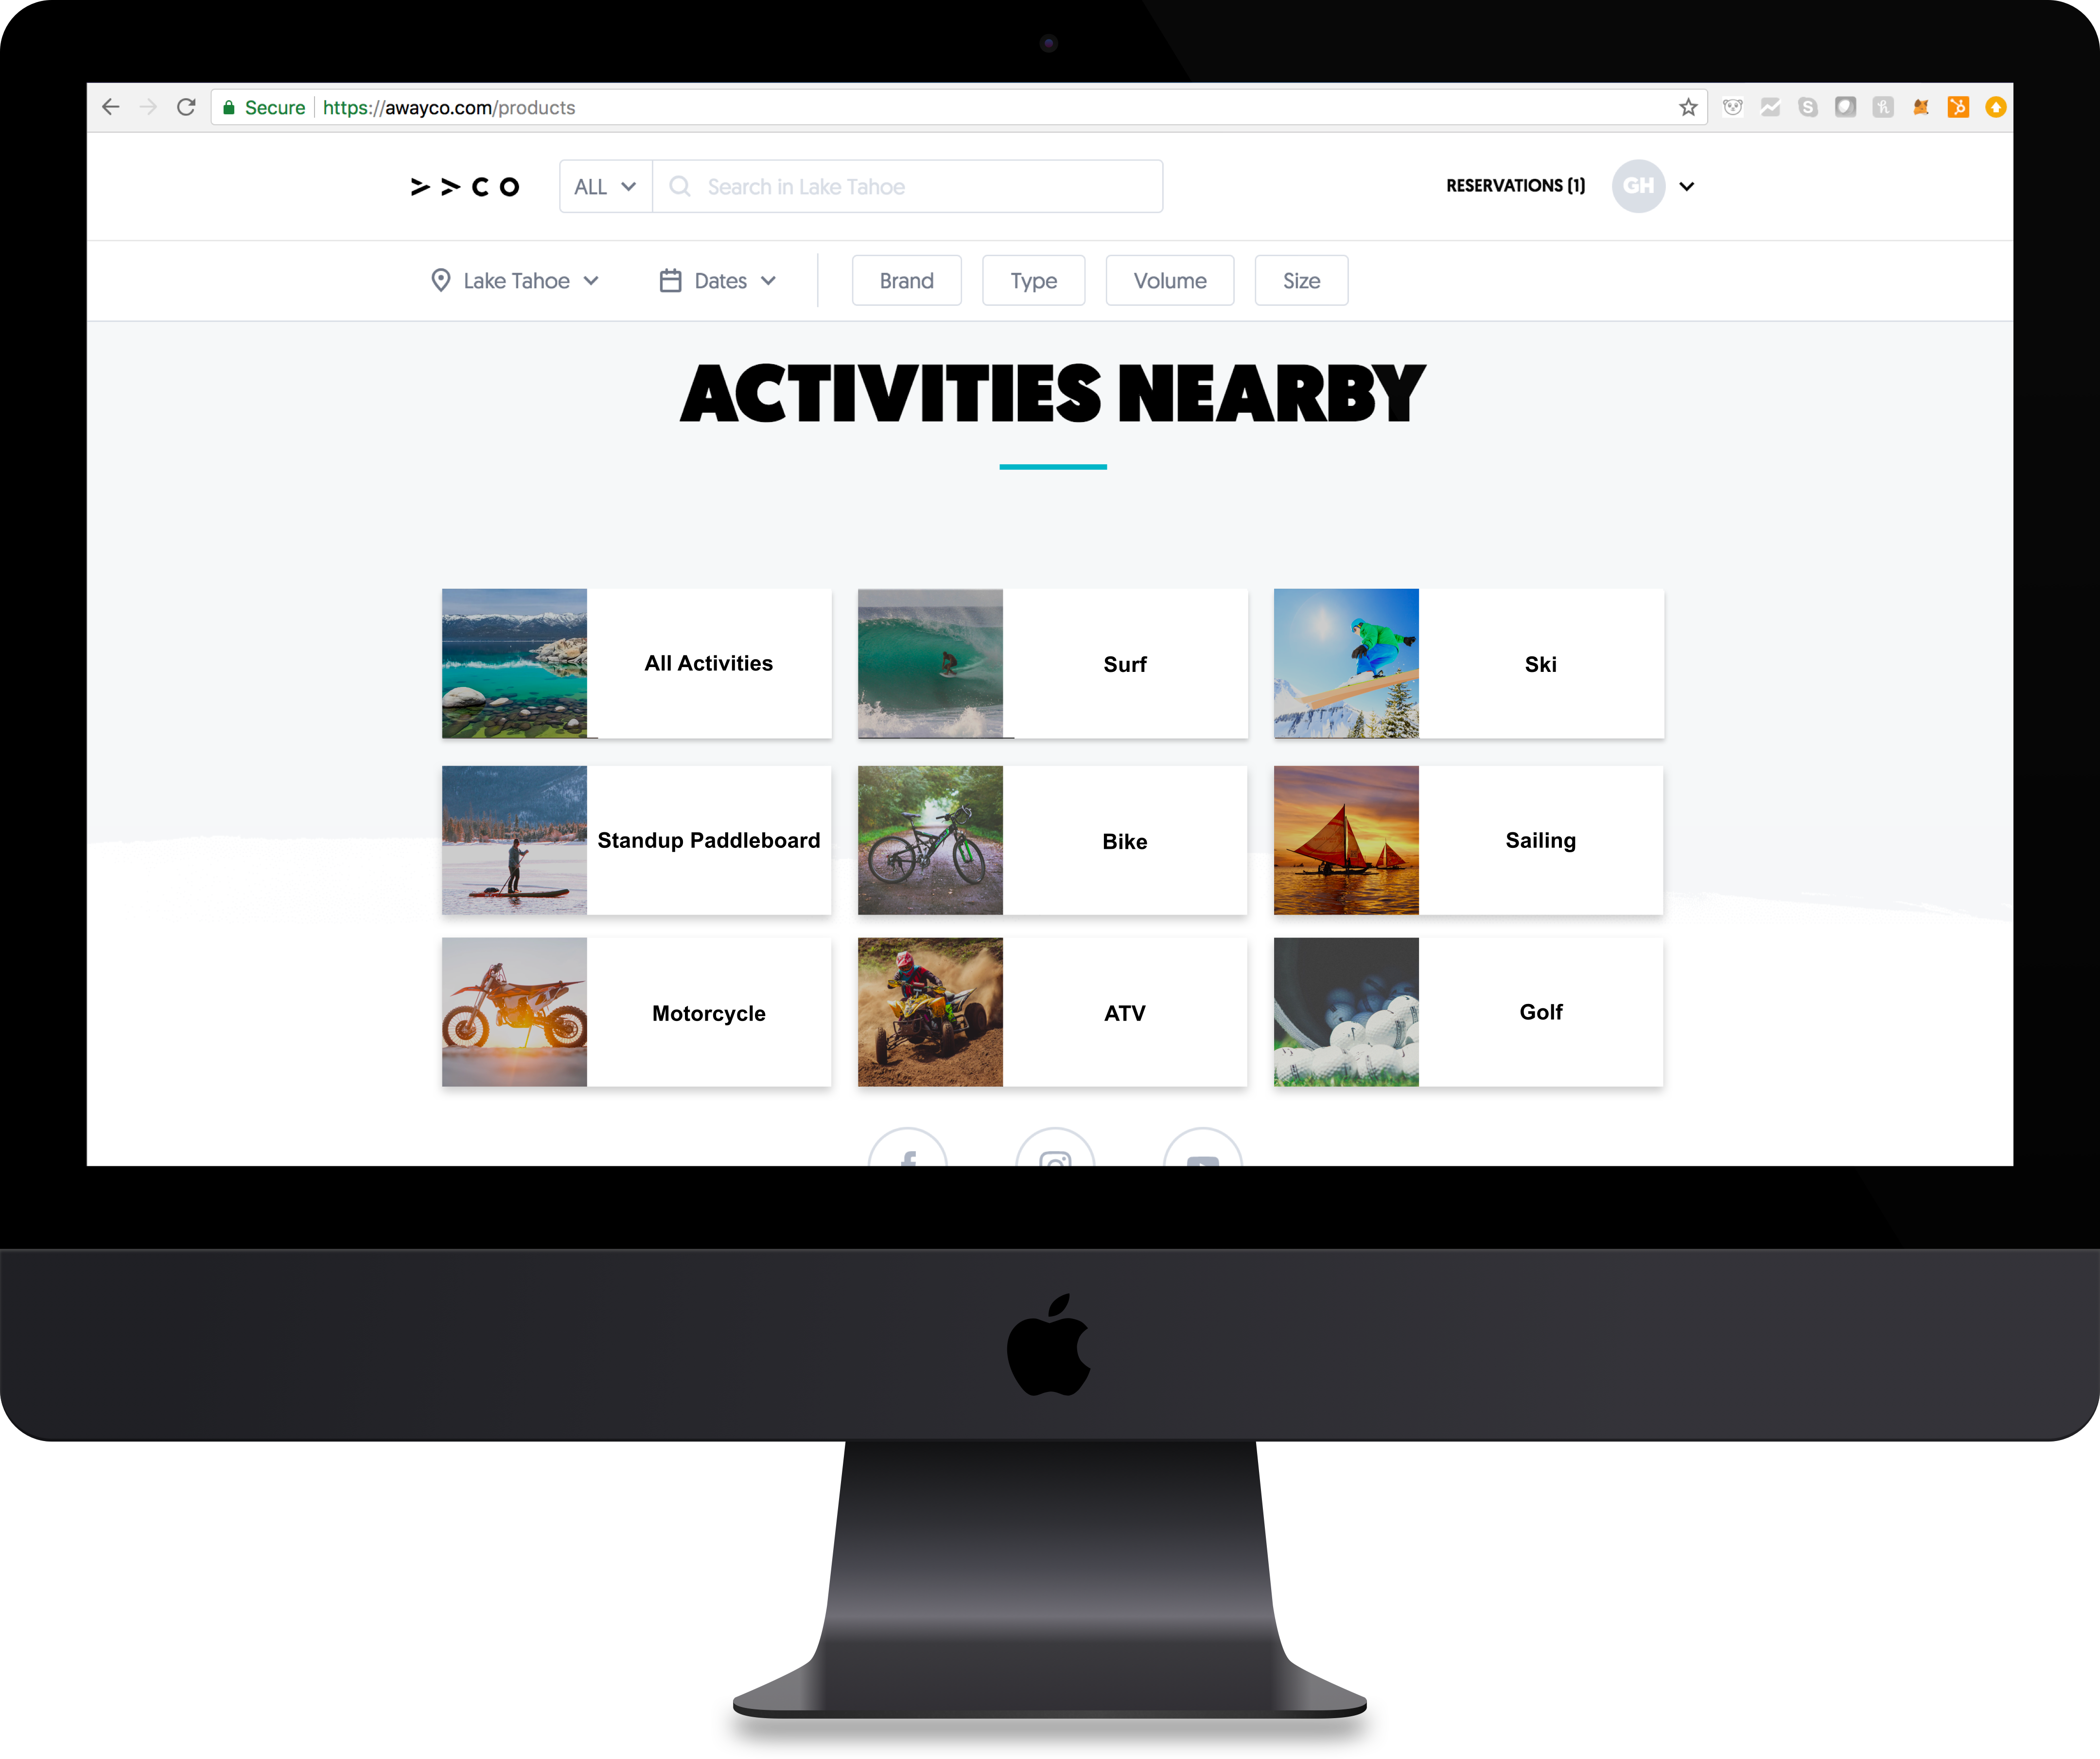 Secure https://awayco.com/products
> > C O
ALL Search in Lake Tahoe
RESERVATIONS (1) GH
Lake Tahoe Dates Brand Type Volume Size
ACTIVITIES NEARBY
All Activities
Surf
Ski
Standup Paddleboard
Bike
Sailing
Motorcycle
ATV
Golf